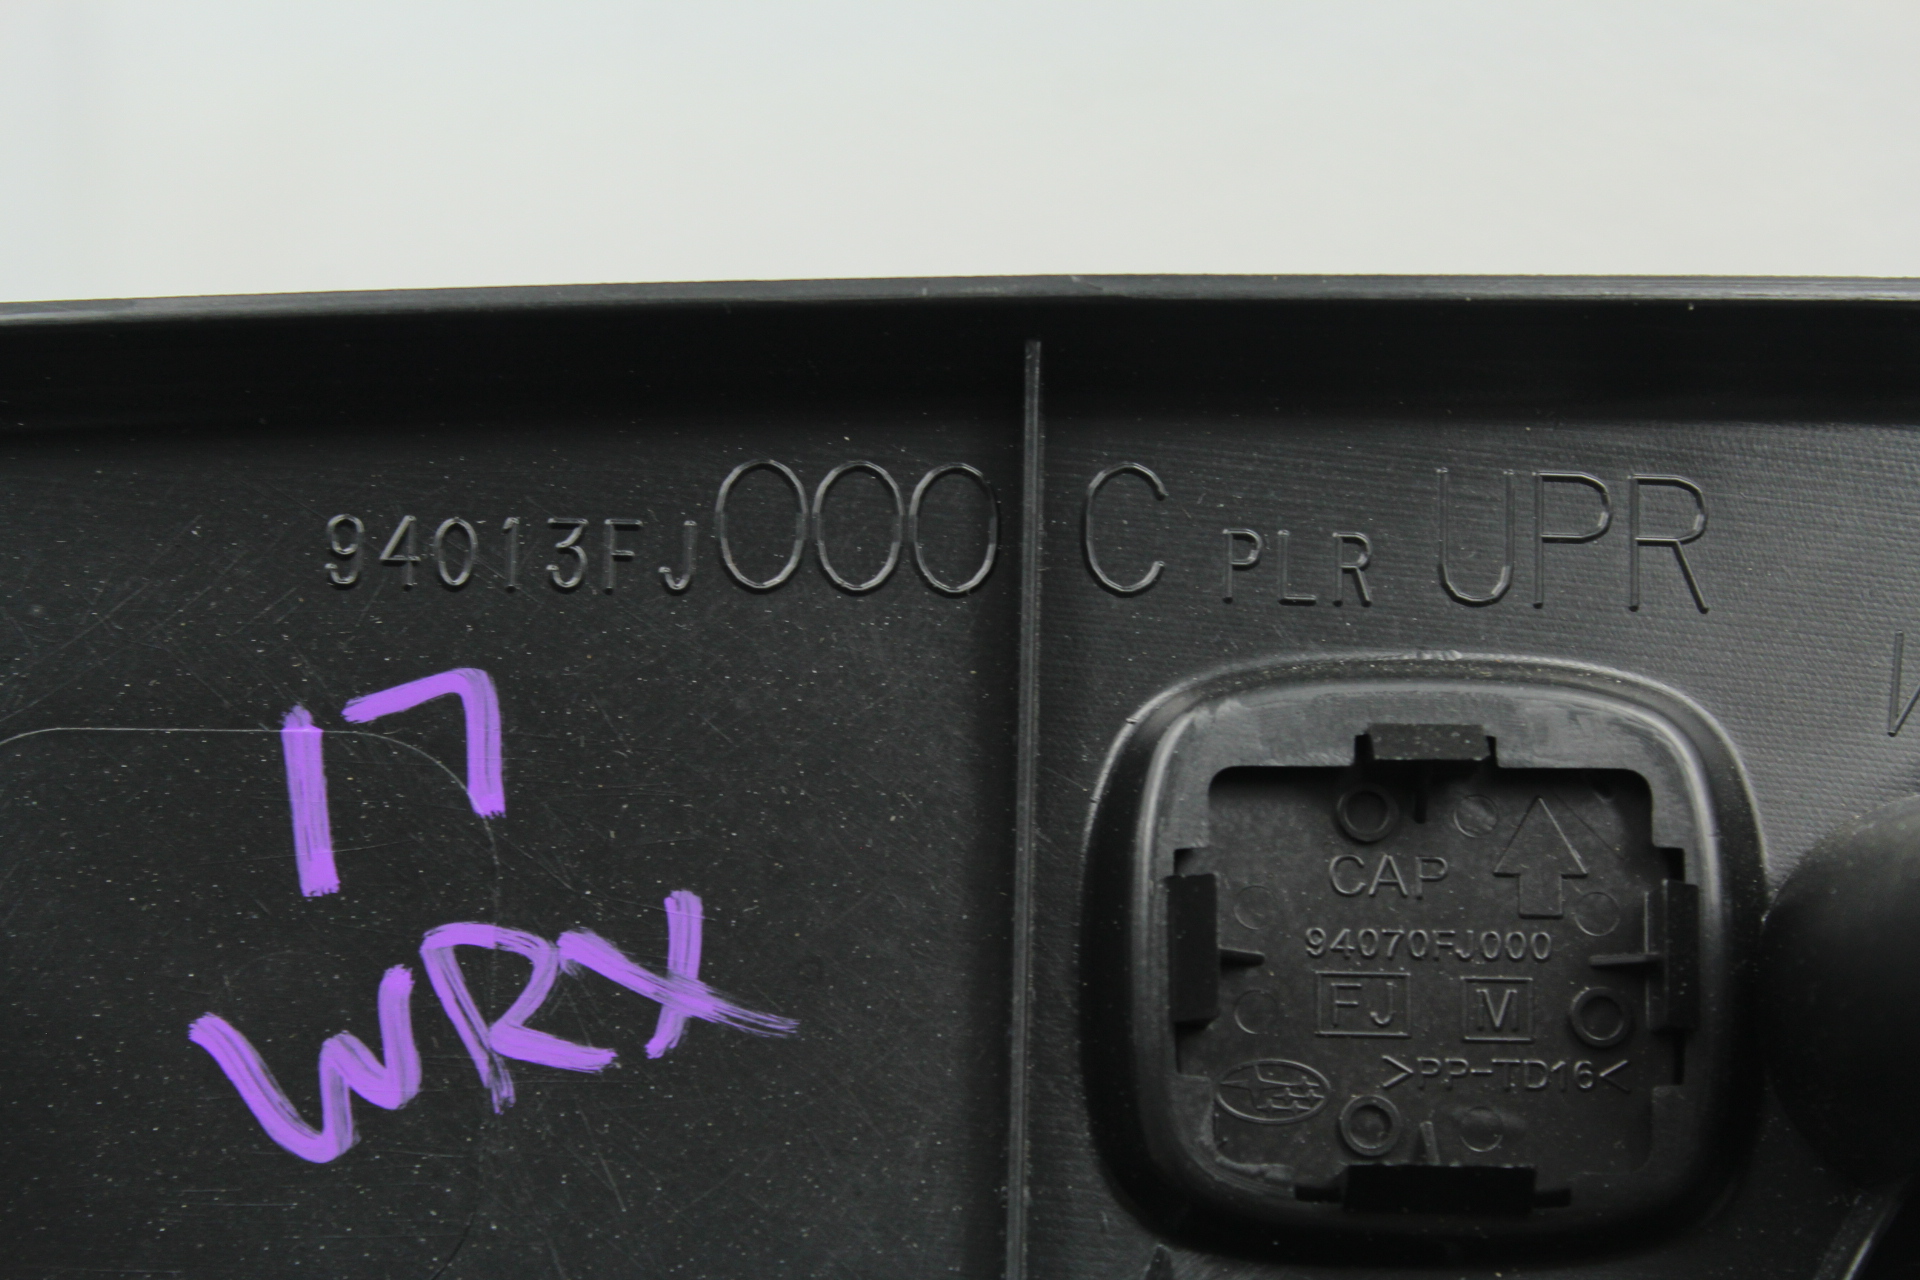 94013FJ000 C PLR UPR
17
WRX
CAP
94070FJ000
FJ M
>PP-TD16<